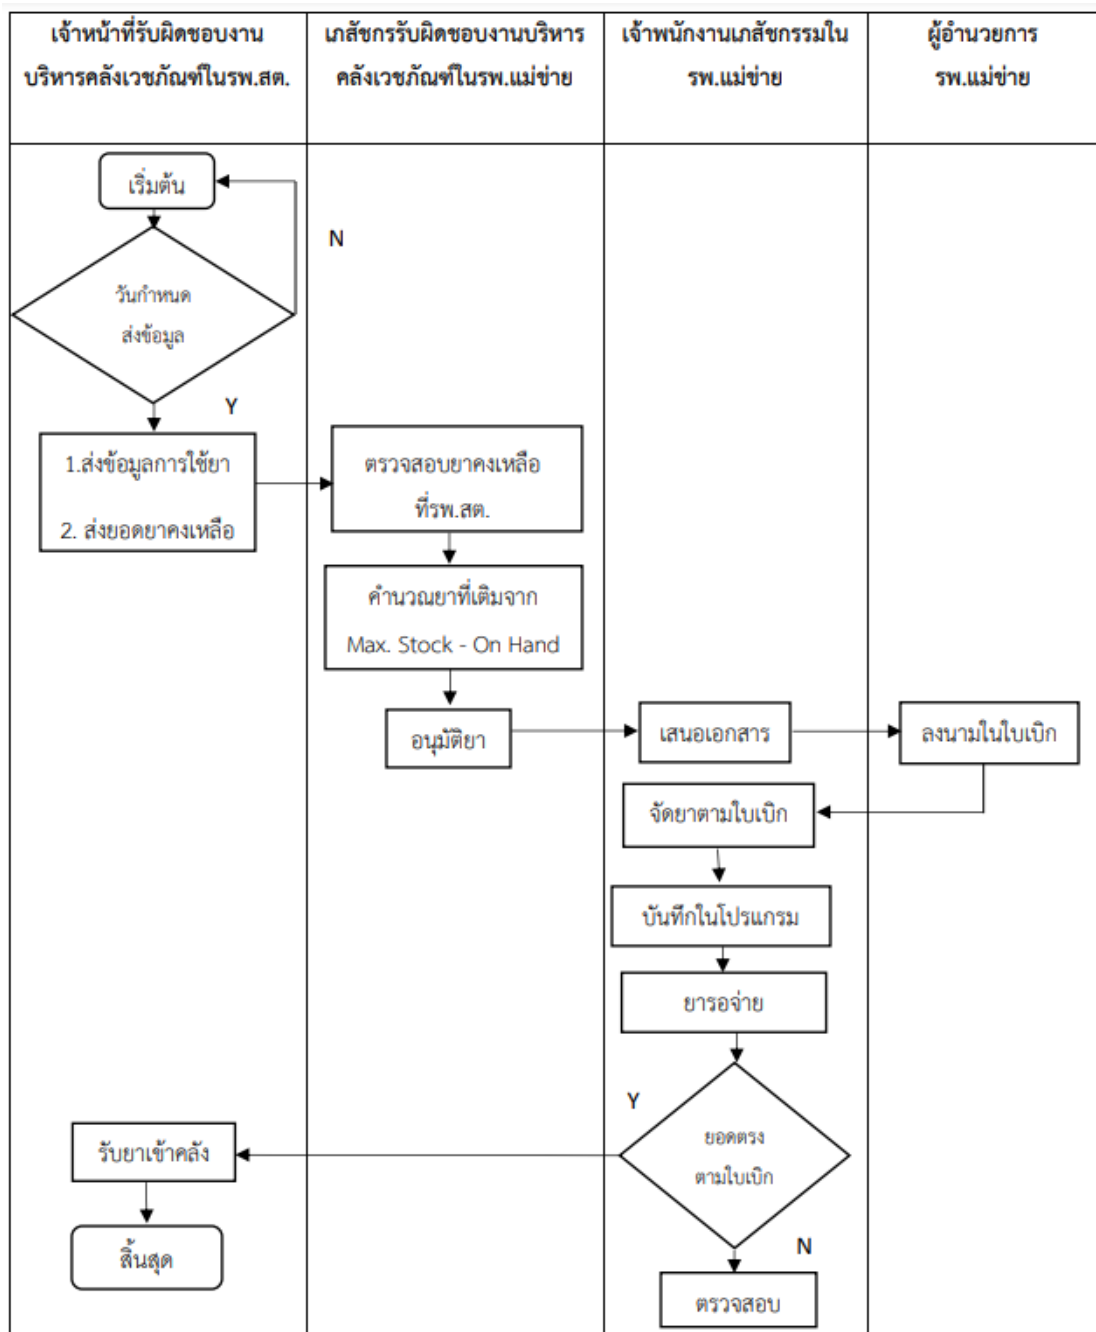 เจ้าหน้าที่รับผิดชอบงาน
บริหารคลังเวชภัณฑ์ในรพ.สต.
เภสัชกรรับผิดชอบงานบริหาร
คลังเวชภัณฑ์ในรพ.แม่ข่าย
เจ้าพนักงานเภสัชกรรมใน
รพ.แม่ข่าย
ผู้อำนวยการ
รพ.แม่ข่าย
เริ่มต้น
N
วันกำหนด
ส่งข้อมูล
Y
1.ส่งข้อมูลการใช้ยา
2. ส่งยอดยาคงเหลือ
ตรวจสอบยาคงเหลือ
ที่รพ.สต.
คำนวณยาที่เติมจาก
Max. Stock - On Hand
อนุมัติยา
เสนอเอกสาร
ลงนามในใบเบิก
จัดยาตามใบเบิก
บันทึกในโปรแกรม
ยารอจ่าย
Y
ยอดตรง
ตามใบเบิก
รับยาเข้าคลัง
สิ้นสุด
N
ตรวจสอบ